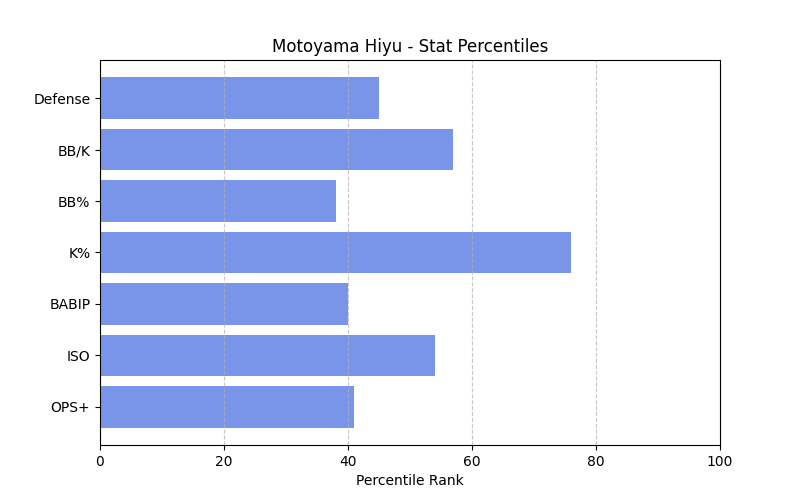 Motoyama Hiyu - Stat Percentiles
Defense
BB/K
BB%
K%
BABIP
ISO
OPS+
0 20 40 60 80 100
Percentile Rank